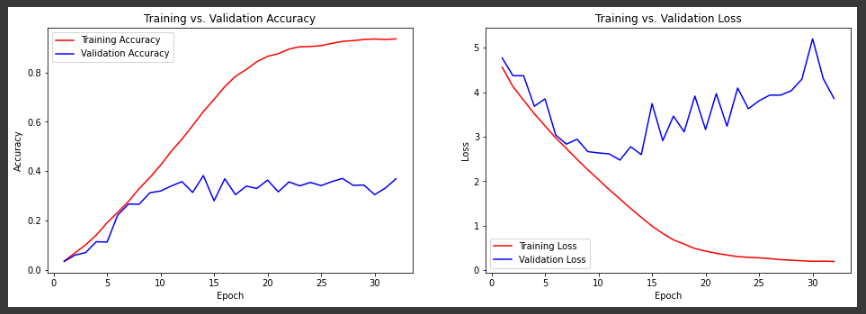 Training vs. Validation Accuracy
Training Accuracy
Validation Accuracy
Accuracy
0.8
0.6
0.4
0.2
0.0
0 5 10 15 20 25 30
Epoch
Training vs. Validation Loss
Loss
5
4
3
2
1
0
Training Loss
Validation Loss
0 5 10 15 20 25 30
Epoch